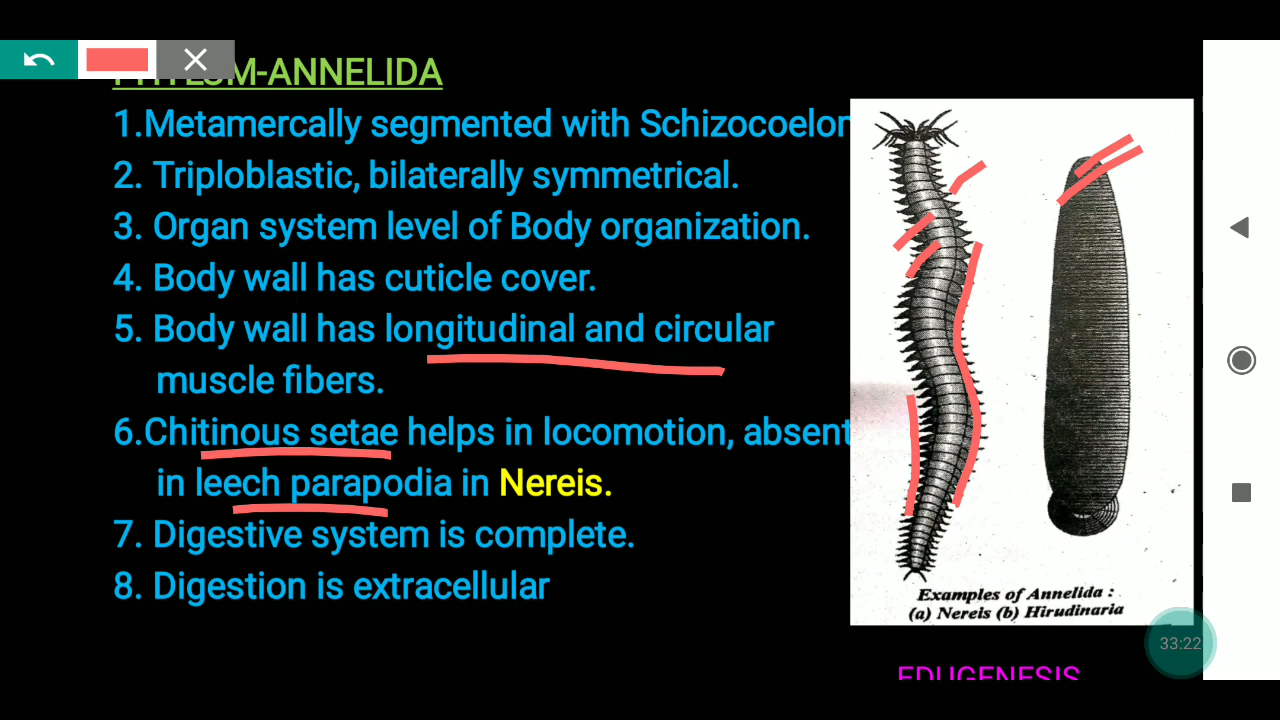 PHYLUM-ANNELIDA
1.Metamercally segmented with Schizocoelom
2. Triploblastic, bilaterally symmetrical.
3. Organ system level of Body organization.
4. Body wall has cuticle cover.
5. Body wall has longitudinal and circular
muscle fibers.
6.Chitinous setae helps in locomotion, absent
in leech parapodia in Nereis.
7. Digestive system is complete.
8. Digestion is extracellular
Examples of Annelida :
(a) Nereis (b) Hirudinaria
33:22
EDUGENESIS